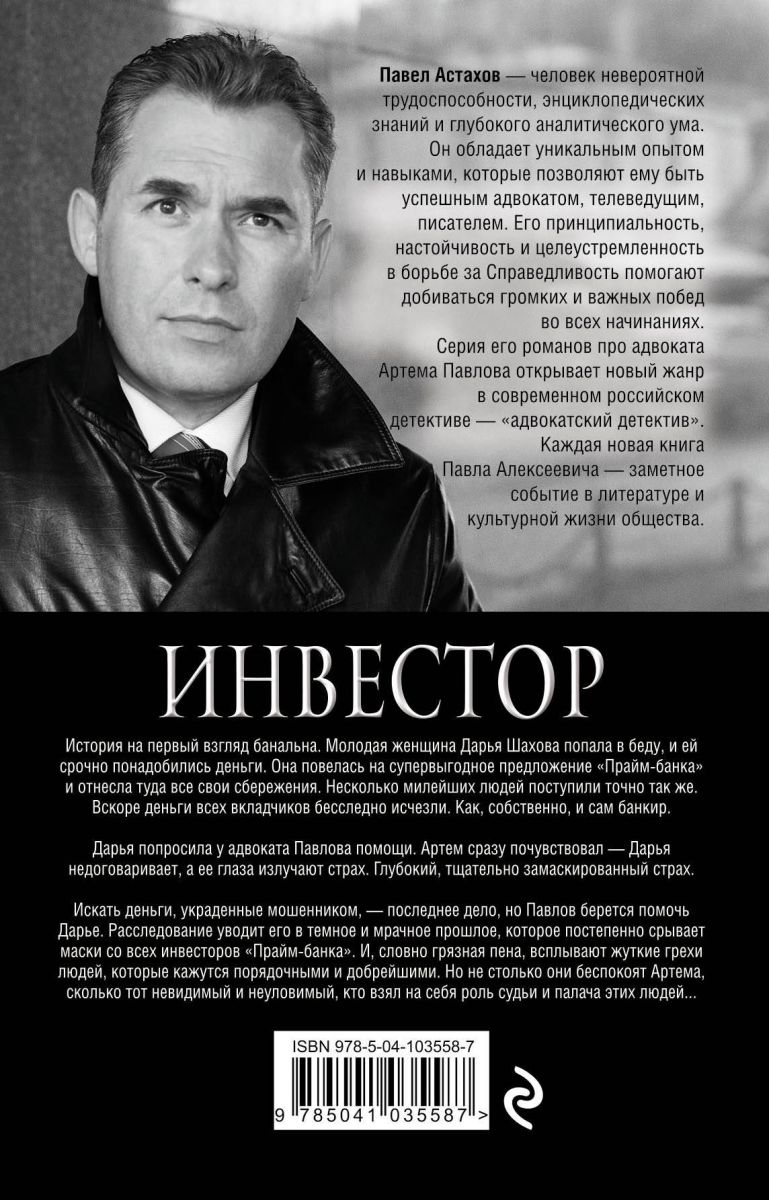 Павел Астахов — человек невероятной
трудоспособности, энциклопедических
знаний и глубокого аналитического ума.
Он обладает уникальным опытом
и навыками, которые позволяют ему быть
успешным адвокатом, телеведущим,
писателем. Его принципиальность,
настойчивость и целеустремленность
в борьбе за Справедливость помогают
добиваться громких и важных побед
во всех начинаниях.
Серия его романов про адвоката
Артема Павлова открывает новый жанр
в современном российском
детективе — «адвокатский детектив».
Каждая новая книга
Павла Алексеевича — заметное
событие в литературе и
культурной жизни общества.
ИНВЕСТОР
История на первый взгляд банальна. Молодая женщина Дарья Шахова попала в беду, и ей
срочно понадобились деньги. Она повелась на супервыгодное предложение «Прайм-банка»
и отнесла туда все свои сбережения. Несколько милейших людей поступили точно так же.
Вскоре деньги всех вкладчиков бесследно исчезли. Как, собственно, и сам банкир.
Дарья попросила у адвоката Павлова помощи. Артем сразу почувствовал — Дарья
недоговаривает, а ее глаза излучают страх. Глубокий, тщательно замаскированный страх.
Искать деньги, украденные мошенником, — последнее дело, но Павлов берется помочь
Дарье. Расследование уводит его в темное и мрачное прошлое, которое постепенно срывает
маски со всех инвесторов «Прайм-банка». И, словно грязная пена, всплывают жуткие грехи
людей, которые кажутся порядочными и добрейшими. Но не столько они беспокоят Артема,
сколько тот невидимый и неуловимый, кто взял на себя роль судьи и палача этих людей...
ISBN 978-5-04-103558-7
9 785041 035587 >